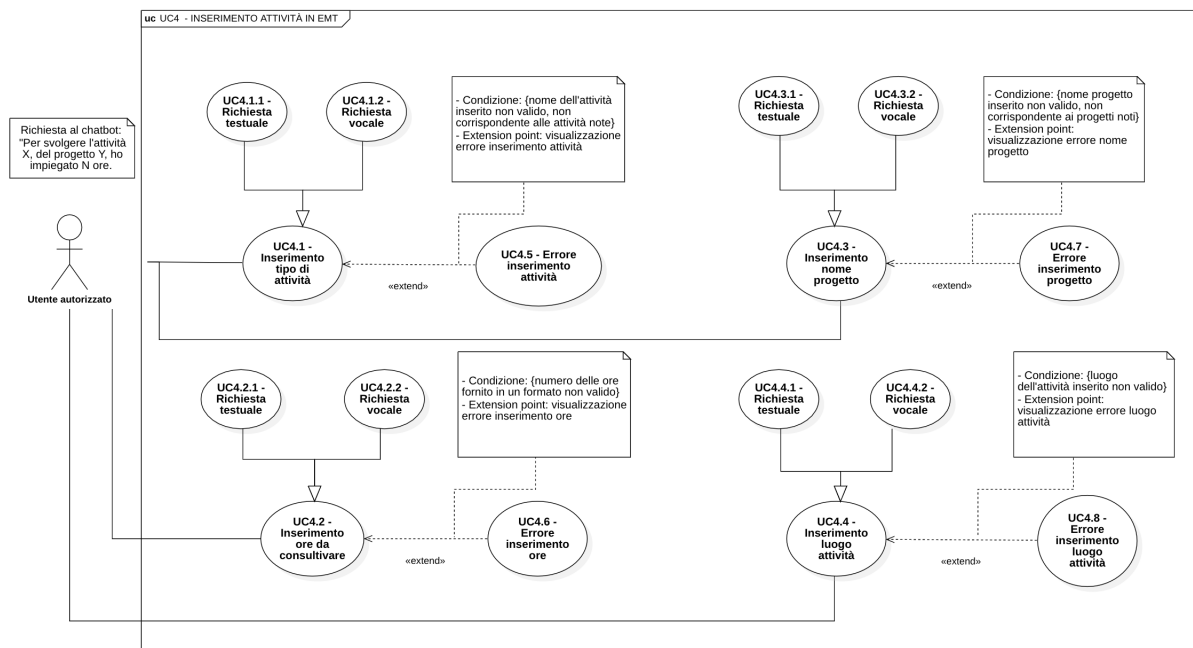 uc UC4 - INSERIMENTO ATTIVITÀ IN EMT
Richiesta al chatbot:
"Per svolgere l'attività
X, del progetto Y, ho
impiegato N ore.
Utente autorizzato
UC4.1.1 -
Richiesta
testuale
UC4.1.2 -
Richiesta
vocale
- Condizione: {nome dell'attività
inserito non valido, non
corrispondente alle attività note}
- Extension point: visualizzazione
errore inserimento attività
UC4.1 -
Inserimento
tipo di
attività
UC4.5 - Errore
inserimento
attività
«extend»
UC4.3.1 -
Richiesta
testuale
UC4.3.2 -
Richiesta
vocale
- Condizione: {nome progetto
inserito non valido, non
corrispondente ai progetti noti}
- Extension point:
visualizzazione errore nome
progetto
UC4.3 -
Inserimento
nome
progetto
UC4.7 -
Errore
inserimento
progetto
«extend»
UC4.2.1 -
Richiesta
testuale
UC4.2.2 -
Richiesta
vocale
- Condizione: {numero delle ore
fornito in un formato non valido}
- Extension point: visualizzazione
errore inserimento ore
UC4.2 -
Inserimento
ore da
consultivare
UC4.6 -
Errore
inserimento
ore
«extend»
UC4.4.1 -
Richiesta
testuale
UC4.4.2 -
Richiesta
vocale
- Condizione: {luogo
dell'attività inserito non valido}
- Extension point:
visualizzazione errore luogo
attività
UC4.4 -
Inserimento
luogo
attività
UC4.8 -
Errore
inserimento
luogo
attività
«extend»